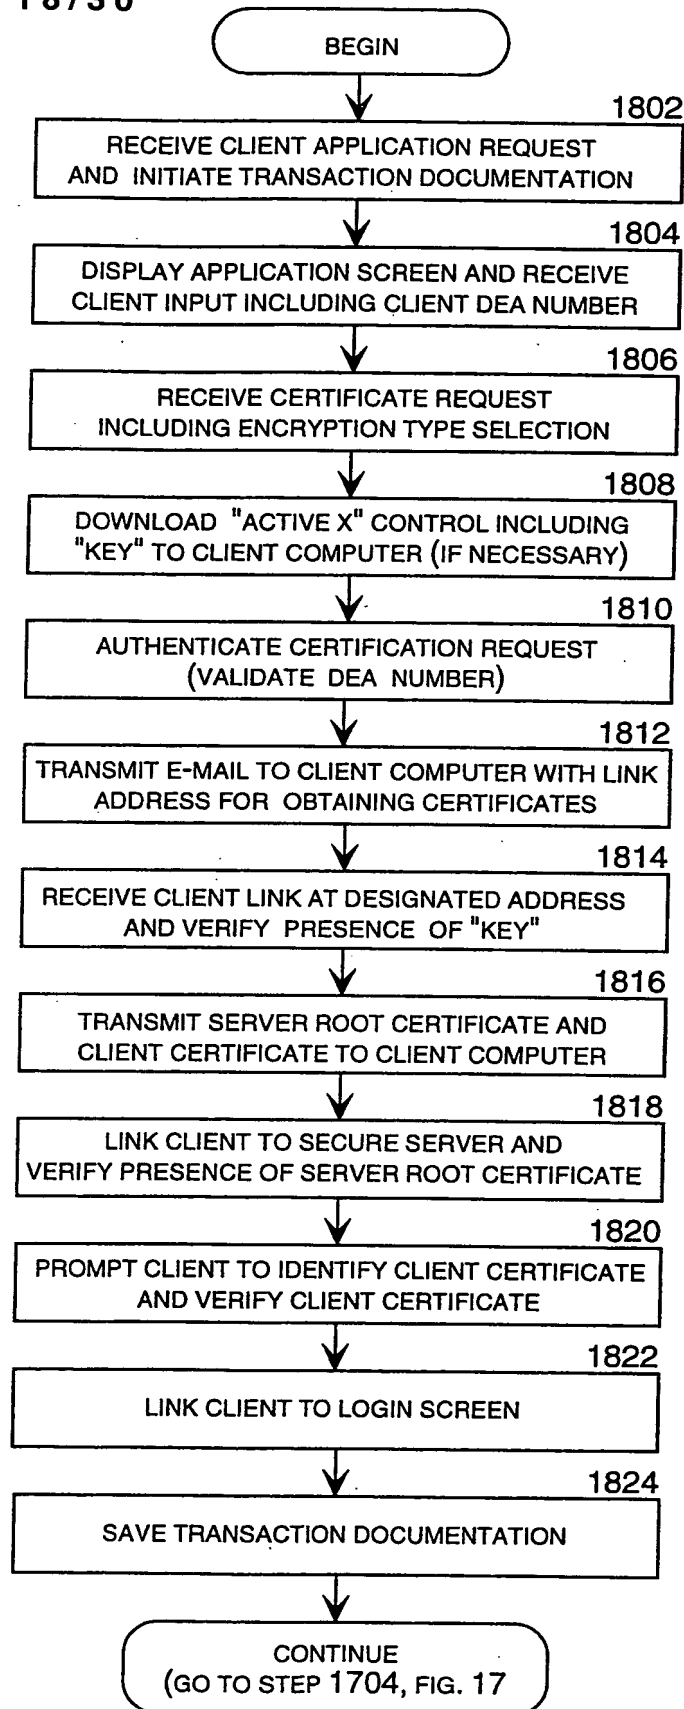 18/30
BEGIN
1802
RECEIVE CLIENT APPLICATION REQUEST
AND INITIATE TRANSACTION DOCUMENTATION
1804
DISPLAY APPLICATION SCREEN AND RECEIVE
CLIENT INPUT INCLUDING CLIENT DEA NUMBER
1806
RECEIVE CERTIFICATE REQUEST
INCLUDING ENCRYPTION TYPE SELECTION
1808
DOWNLOAD "ACTIVE X" CONTROL INCLUDING
"KEY" TO CLIENT COMPUTER (IF NECESSARY)
1810
AUTHENTICATE CERTIFICATION REQUEST
(VALIDATE DEA NUMBER)
1812
TRANSMIT E-MAIL TO CLIENT COMPUTER WITH LINK
ADDRESS FOR OBTAINING CERTIFICATES
1814
RECEIVE CLIENT LINK AT DESIGNATED ADDRESS
AND VERIFY PRESENCE OF "KEY"
1816
TRANSMIT SERVER ROOT CERTIFICATE AND
CLIENT CERTIFICATE TO CLIENT COMPUTER
1818
LINK CLIENT TO SECURE SERVER AND
VERIFY PRESENCE OF SERVER ROOT CERTIFICATE
1820
PROMPT CLIENT TO IDENTIFY CLIENT CERTIFICATE
AND VERIFY CLIENT CERTIFICATE
1822
LINK CLIENT TO LOGIN SCREEN
1824
SAVE TRANSACTION DOCUMENTATION
CONTINUE
(GO TO STEP 1704, FIG. 17